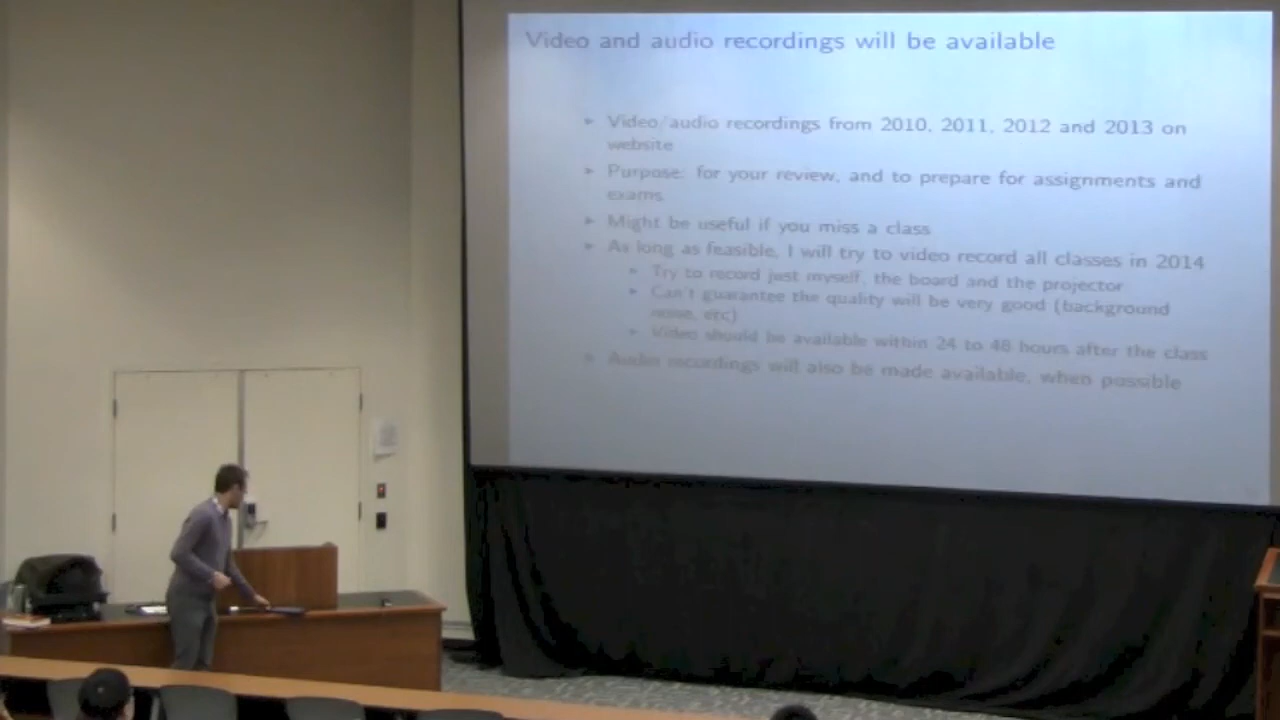 Video and audio recordings will be available
Video/audio recordings from 2010, 2011, 2012 and 2013 on
website
Purpose: for your review, and to prepare for assignments and
exams
Might be useful if you miss a class
As long as feasible, I will try to video record all classes in 2014
Try to record just myself, the board and the projector
Can't guarantee the quality will be very good (background
noise, etc)
Video should be available within 24 to 48 hours after the class
Audio recordings will also be made available, when possible